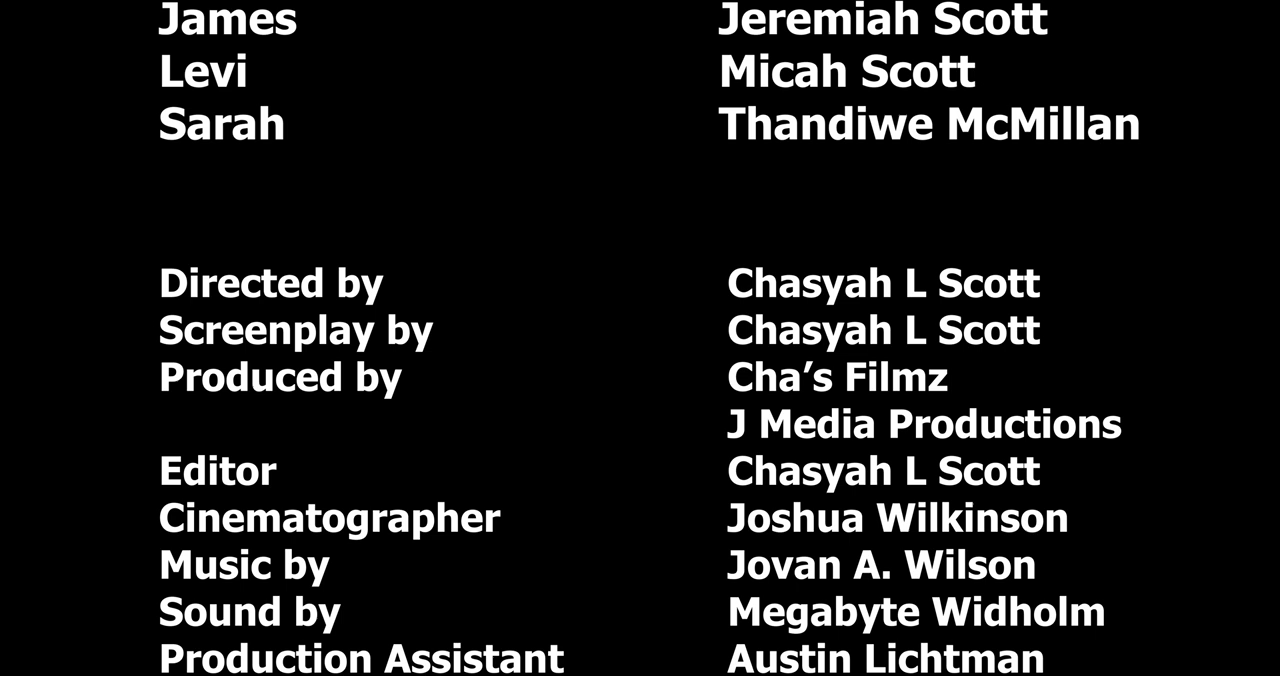 James Jeremiah Scott
Levi Micah Scott
Sarah Thandiwe McMillan
Directed by Chasyah L Scott
Screenplay by Chasyah L Scott
Produced by Cha’s Filmz
J Media Productions
Editor Chasyah L Scott
Cinematographer Joshua Wilkinson
Music by Jovan A. Wilson
Sound by Megabyte Widholm
Production Assistant Austin Lichtman